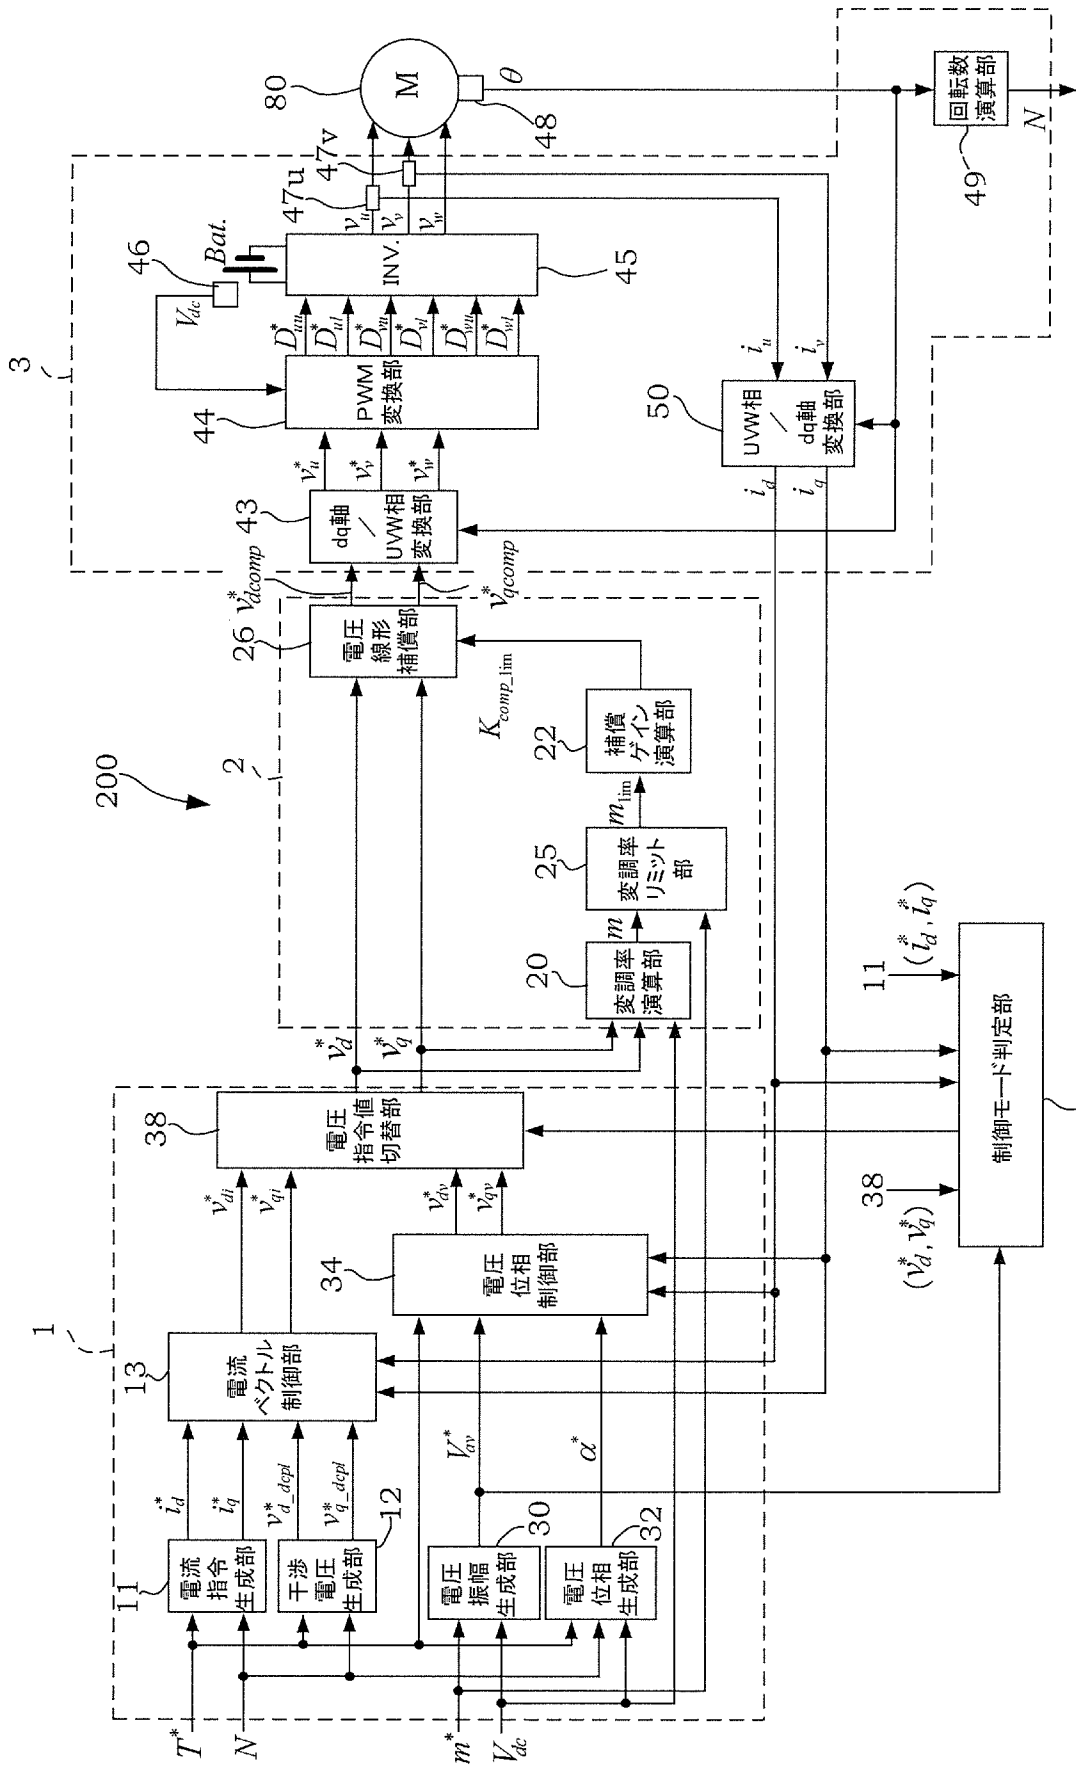 200
1
T*
N
m*
Vdc
11
電流
指令
生成部
i*d
i*q
干渉
電圧
生成部
12
v*d_dcpl
v*q_dcpl
電圧
振幅
生成部
30
V*av
電圧
位相
生成部
32
α*
13
電流
ベクトル
制御部
v*di
v*qi
34
電圧
位相
制御部
v*dv
v*qv
38
電圧
指令値
切替部
v*d
v*q
2
20
変調率
演算部
m
25
変調率
リミット
部
mlim
22
補償
ゲイン
演算部
Kcomp_lim
26
電圧
線形
補償部
v*dcomp
v*qcomp
3
43
dq軸
/
UVW相
変換部
v*u
v*v
v*w
44
PWM
変換部
D*uu
D*ul
D*vu
D*vl
D*wu
D*wl
Vdc
46
Bat.
INV.
45
vu
vv
vw
47u
47v
80
M
48
θ
iu
iv
50
UVW相
/
dq軸
変換部
id
iq
回転数
演算部
49
N
38
(v*d, v*q)
11
(i*d, i*q)
制御モード判定部